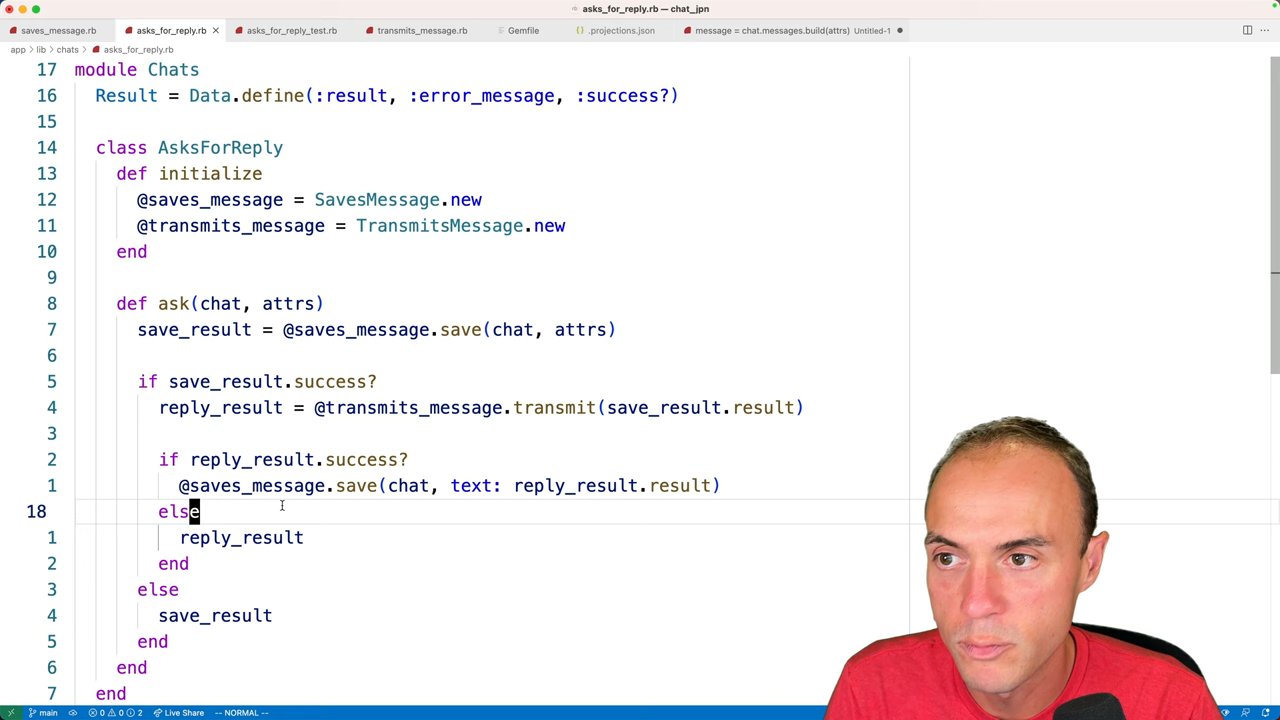 asks_for_reply.rb — chat_jpn
saves_message.rb asks_for_reply.rb asks_for_reply_test.rb transmits_message.rb Gemfile .projections.json message = chat.messages.build(attrs) Untitled-1
app > lib > chats > asks_for_reply.rb
17 module Chats
16 Result = Data.define(:result, :error_message, :success?)
15
14 class AsksForReply
13 def initialize
12 @saves_message = SavesMessage.new
11 @transmits_message = TransmitsMessage.new
10 end
9
8 def ask(chat, attrs)
7 save_result = @saves_message.save(chat, attrs)
6
5 if save_result.success?
4 reply_result = @transmits_message.transmit(save_result.result)
3
2 if reply_result.success?
1 @saves_message.save(chat, text: reply_result.result)
18 else
1 reply_result
2 end
3 else
4 save_result
5 end
6 end
7 end
main 0 0 2 Live Share -- NORMAL --